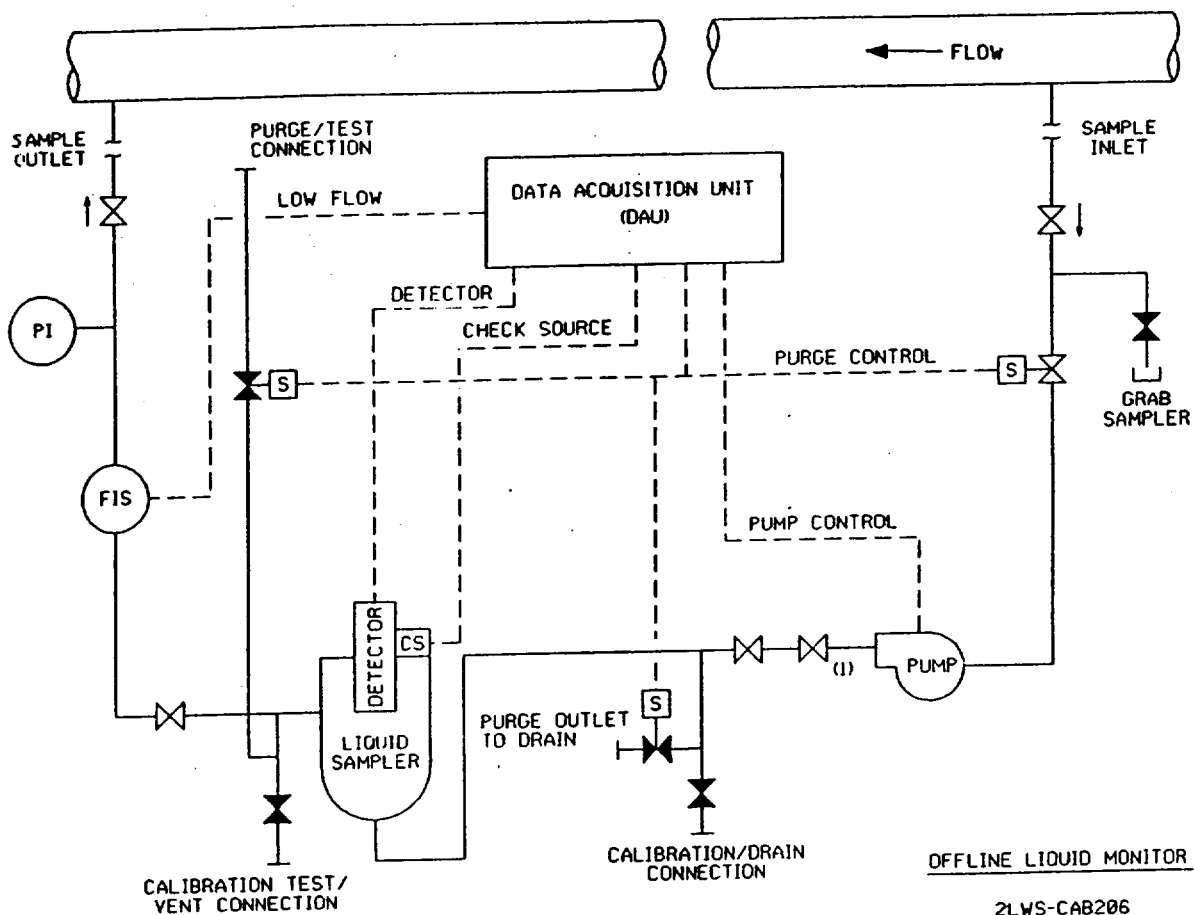 FLOW
SAMPLE
OUTLET
PURGE/TEST
CONNECTION
SAMPLE
INLET
LOW FLOW
DATA ACQUISITION UNIT
(DAU)
DETECTOR
CHECK SOURCE
PI
PURGE CONTROL
S
S
GRAB
SAMPLER
FIS
PUMP CONTROL
DETECTOR
CS
PUMP
(1)
S
PURGE OUTLET
TO DRAIN
LIQUID
SAMPLER
CALIBRATION/DRAIN
CONNECTION
CALIBRATION TEST/
VENT CONNECTION
OFFLINE LIQUID MONITOR
2LWS-CAB206